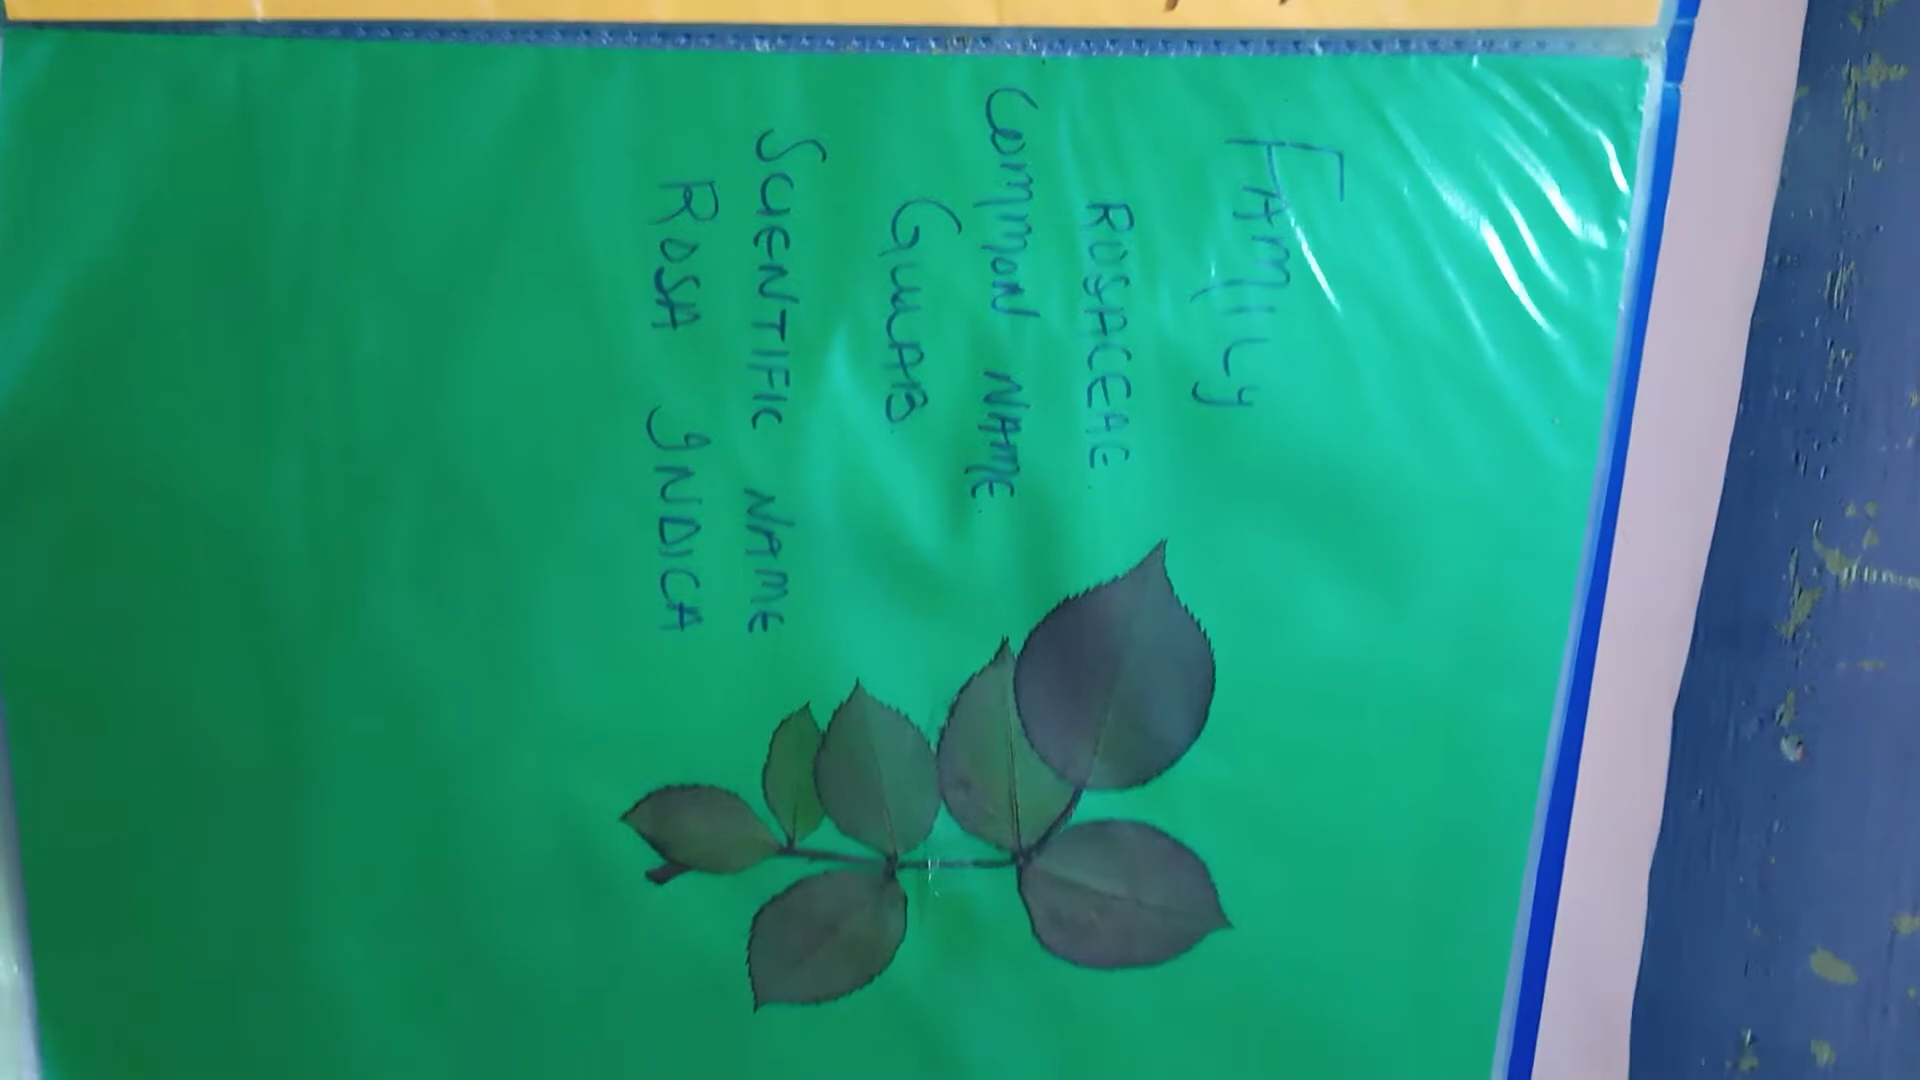 FAMILY
ROSACEAE.
COMMON NAME
GULAB.
SCIENTIFIC NAME
ROSA INDICA